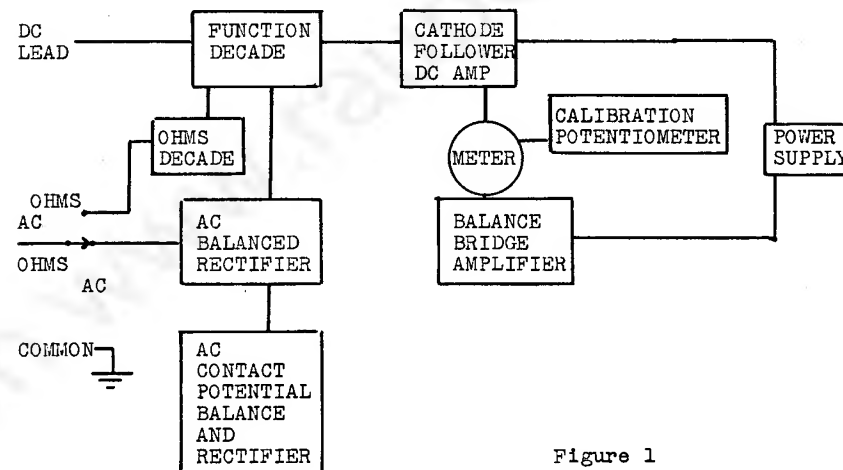 DC
LEAD
FUNCTION
DECADE
CATHODE
FOLLOWER
DC AMP
OHMS
DECADE
METER
CALIBRATION
POTENTIOMETER
POWER
SUPPLY
OHMS
AC
OHMS
AC
AC
BALANCED
RECTIFIER
BALANCE
BRIDGE
AMPLIFIER
COMMON
AC
CONTACT
POTENTIAL
BALANCE
AND
RECTIFIER
Figure 1